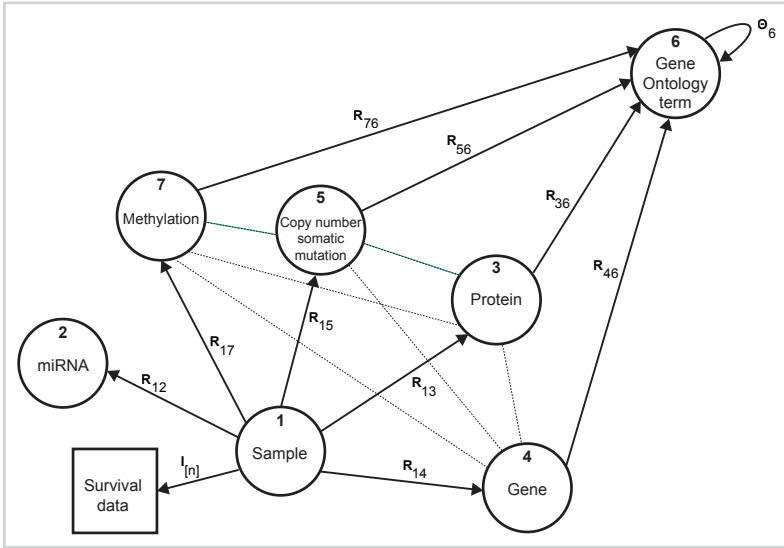 6
Gene
Ontology
term
Θ6
R76
R56
R36
R46
7
Methylation
5
Copy number
somatic
mutation
3
Protein
2
miRNA
R17
R15
R13
R12
1
Sample
I[n]
R14
4
Gene
Survival
data